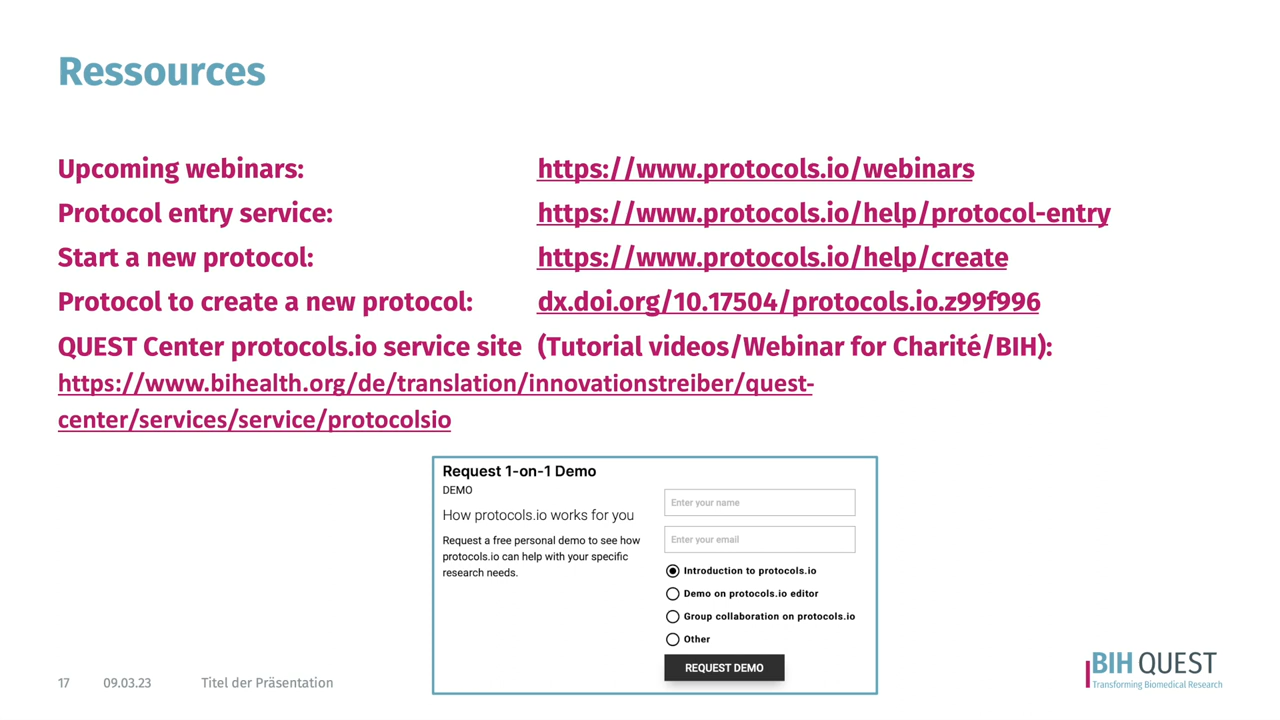 Ressources
Upcoming webinars: https://www.protocols.io/webinars
Protocol entry service: https://www.protocols.io/help/protocol-entry
Start a new protocol: https://www.protocols.io/help/create
Protocol to create a new protocol: dx.doi.org/10.17504/protocols.io.z99f996
QUEST Center protocols.io service site (Tutorial videos/Webinar for Charité/BIH):
https://www.bihealth.org/de/translation/innovationstreiber/quest-
center/services/service/protocolsio
Request 1-on-1 Demo
DEMO
How protocols.io works for you
Request a free personal demo to see how
protocols.io can help with your specific
research needs.
Enter your name
Enter your email
Introduction to protocols.io
Demo on protocols.io editor
Group collaboration on protocols.io
Other
REQUEST DEMO
17 09.03.23 Titel der Präsentation
BIH QUEST
Transforming Biomedical Research